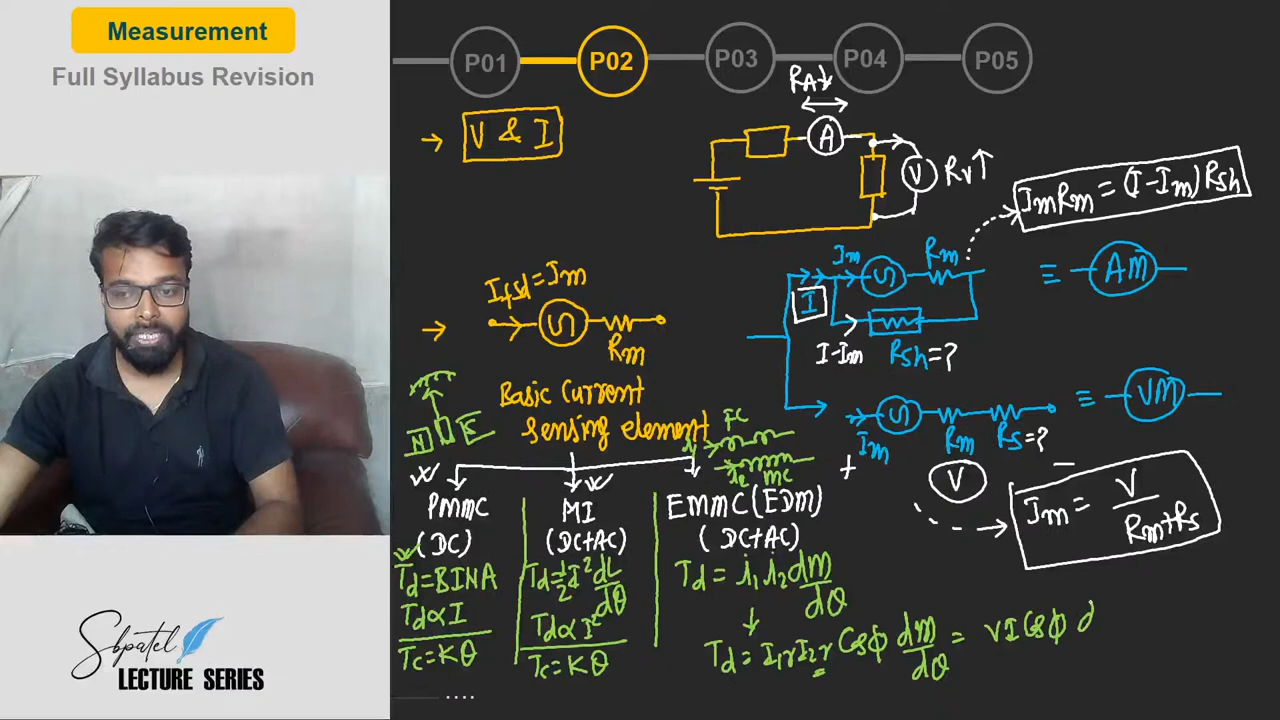 Measurement
Full Syllabus Revision
P01
P02
P03
P04
P05
→ V & I
RA↓
A
V
RV↑
ImRm = (I-Im)Rsh
Ifsd=Im
→
Rm
Basic Current
Sensing element
Im
Rm
I
I-Im
Rsh=?
≡ AM
Im
Rm
Rs=?
≡ VM
+
−
V
Im = V/(Rm+Rs)
N
FC
MC
PMMC
(DC)
Td=BINA
Td∝I
Tc=Kθ
MI
(DC+AC)
Td=1/2 I² dL/dθ
Td∝I²
Tc=Kθ
EMMC(EDM)
(DC+AC)
Td = i1 i2 dm/dθ
↓
Td = I1r I2r Cosϕ dm/dθ = VI Cosϕ d
Sbpatel
LECTURE SERIES
....